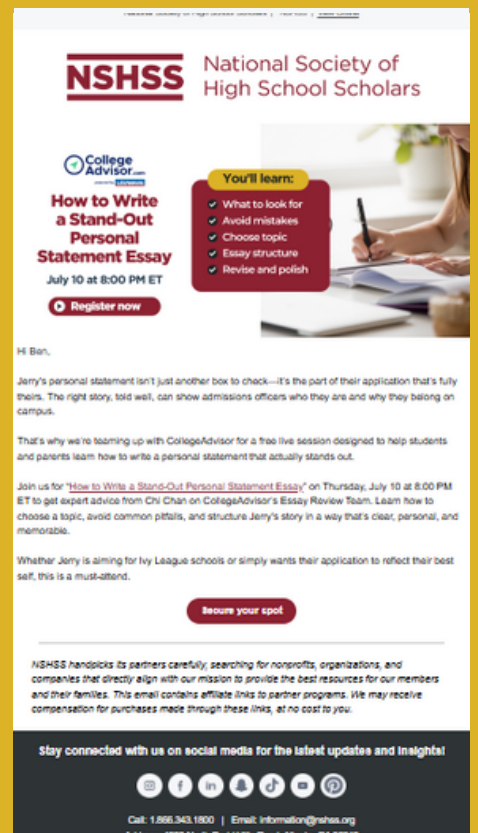 National Society of High School Scholars | NSHSS |
NSHSS
National Society of
High School Scholars
College
Advisor.com
How to Write
a Stand-Out
Personal
Statement Essay
July 10 at 8:00 PM ET
Register now
You'll learn:
What to look for
Avoid mistakes
Choose topic
Essay structure
Revise and polish
Hi Ben,
Jerry's personal statement isn't just another box to check—it's the part of their application that's fully
theirs. The right story, told well, can show admissions officers who they are and why they belong on
campus.
That's why we're teaming up with CollegeAdvisor for a free live session designed to help students
and parents learn how to write a personal statement that actually stands out.
Join us for "How to Write a Stand-Out Personal Statement Essay" on Thursday, July 10 at 8:00 PM
ET to get expert advice from Chi Chan on CollegeAdvisor's Essay Review Team. Learn how to
choose a topic, avoid common pitfalls, and structure Jerry's story in a way that's clear, personal, and
memorable.
Whether Jerry is aiming for Ivy League schools or simply wants their application to reflect their best
self, this is a must-attend.
Secure your spot
NSHSS handpicks its partners carefully, searching for nonprofits, organizations, and
companies that directly align with our mission to provide the best resources for our members
and their families. This email contains affiliate links to partner programs. We may receive
compensation for purchases made through these links, at no cost to you.
Stay connected with us on social media for the latest updates and insights!
Call: 1.866.343.1800 | Email: information@nshss.org